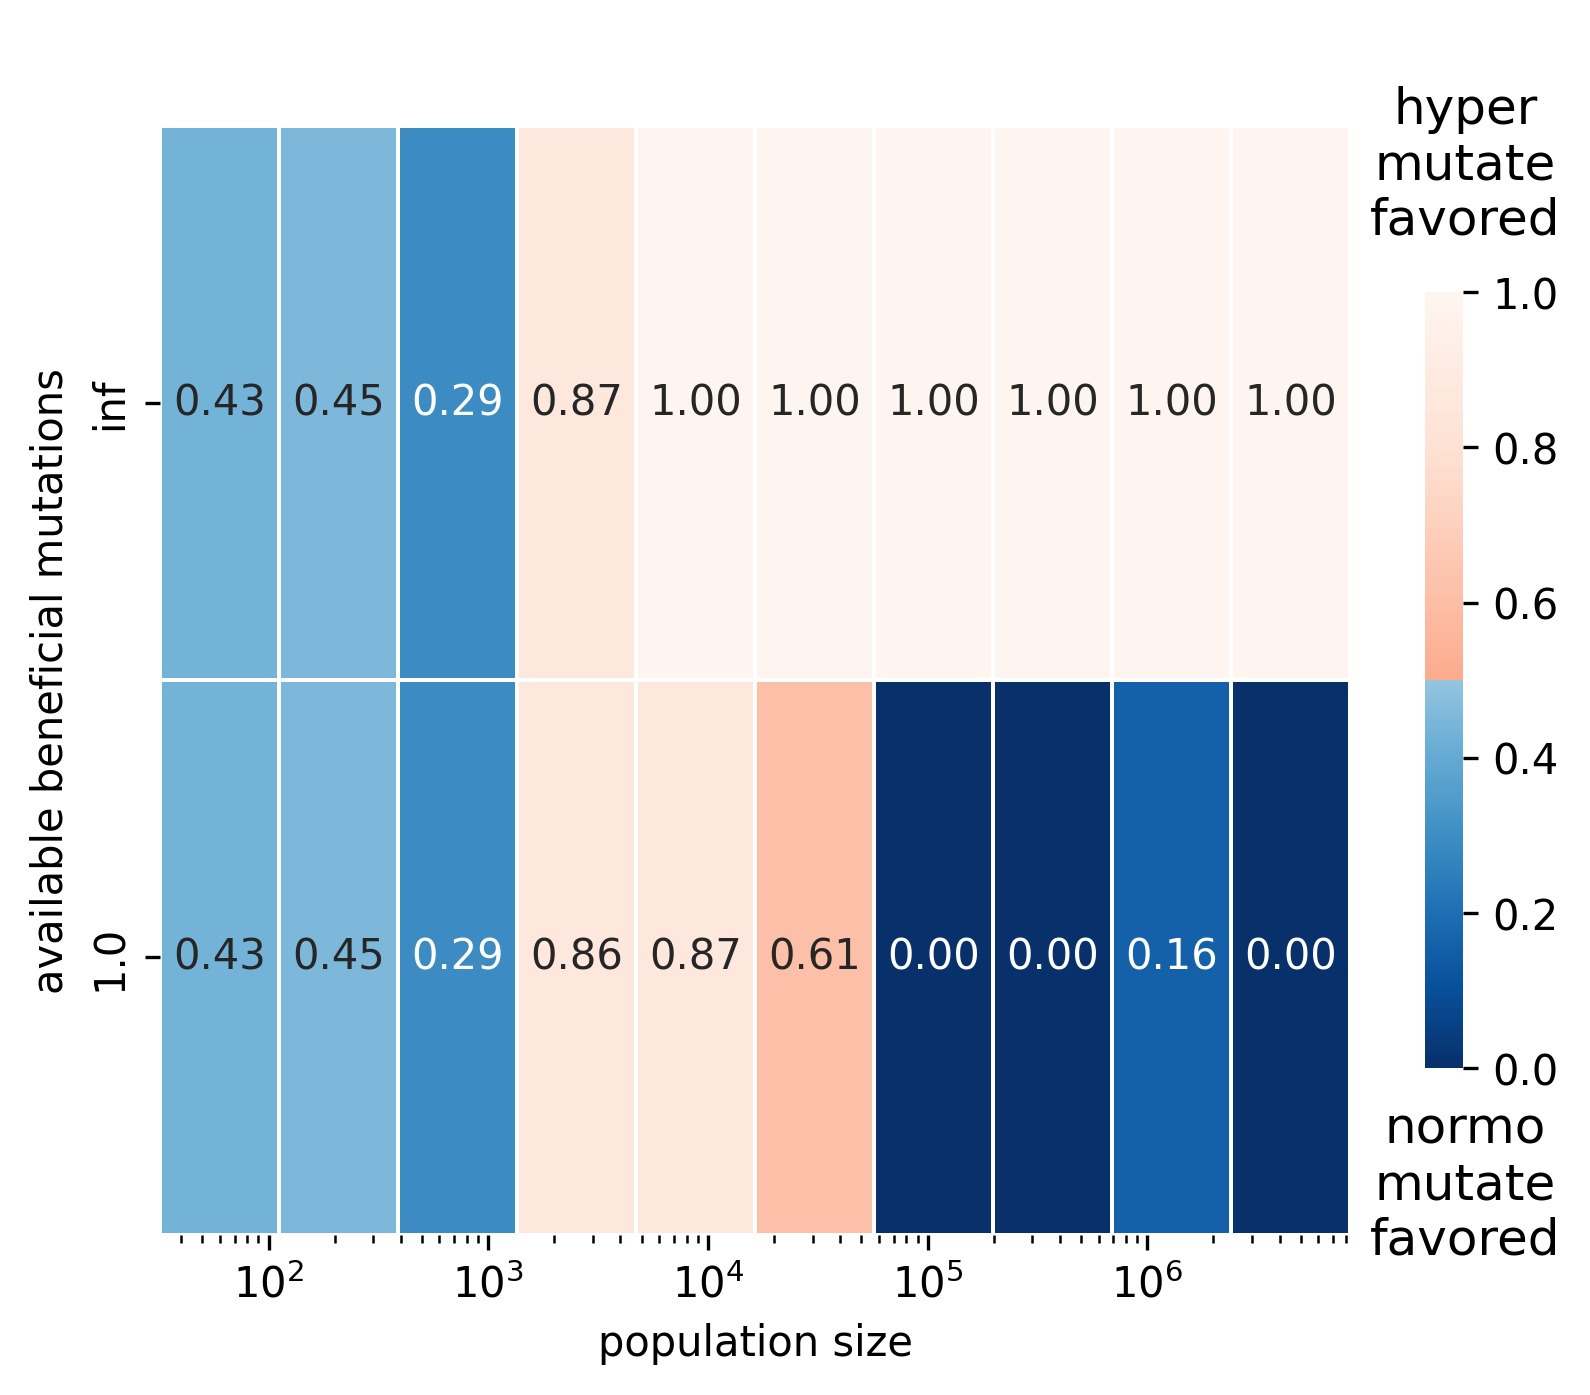 hyper
mutate
favored
available beneficial mutations
inf
0.43 0.45 0.29 0.87 1.00 1.00 1.00 1.00 1.00 1.00
1.0
0.43 0.45 0.29 0.86 0.87 0.61 0.00 0.00 0.16 0.00
10² 10³ 10⁴ 10⁵ 10⁶
population size
1.0
0.8
0.6
0.4
0.2
0.0
normo
mutate
favored